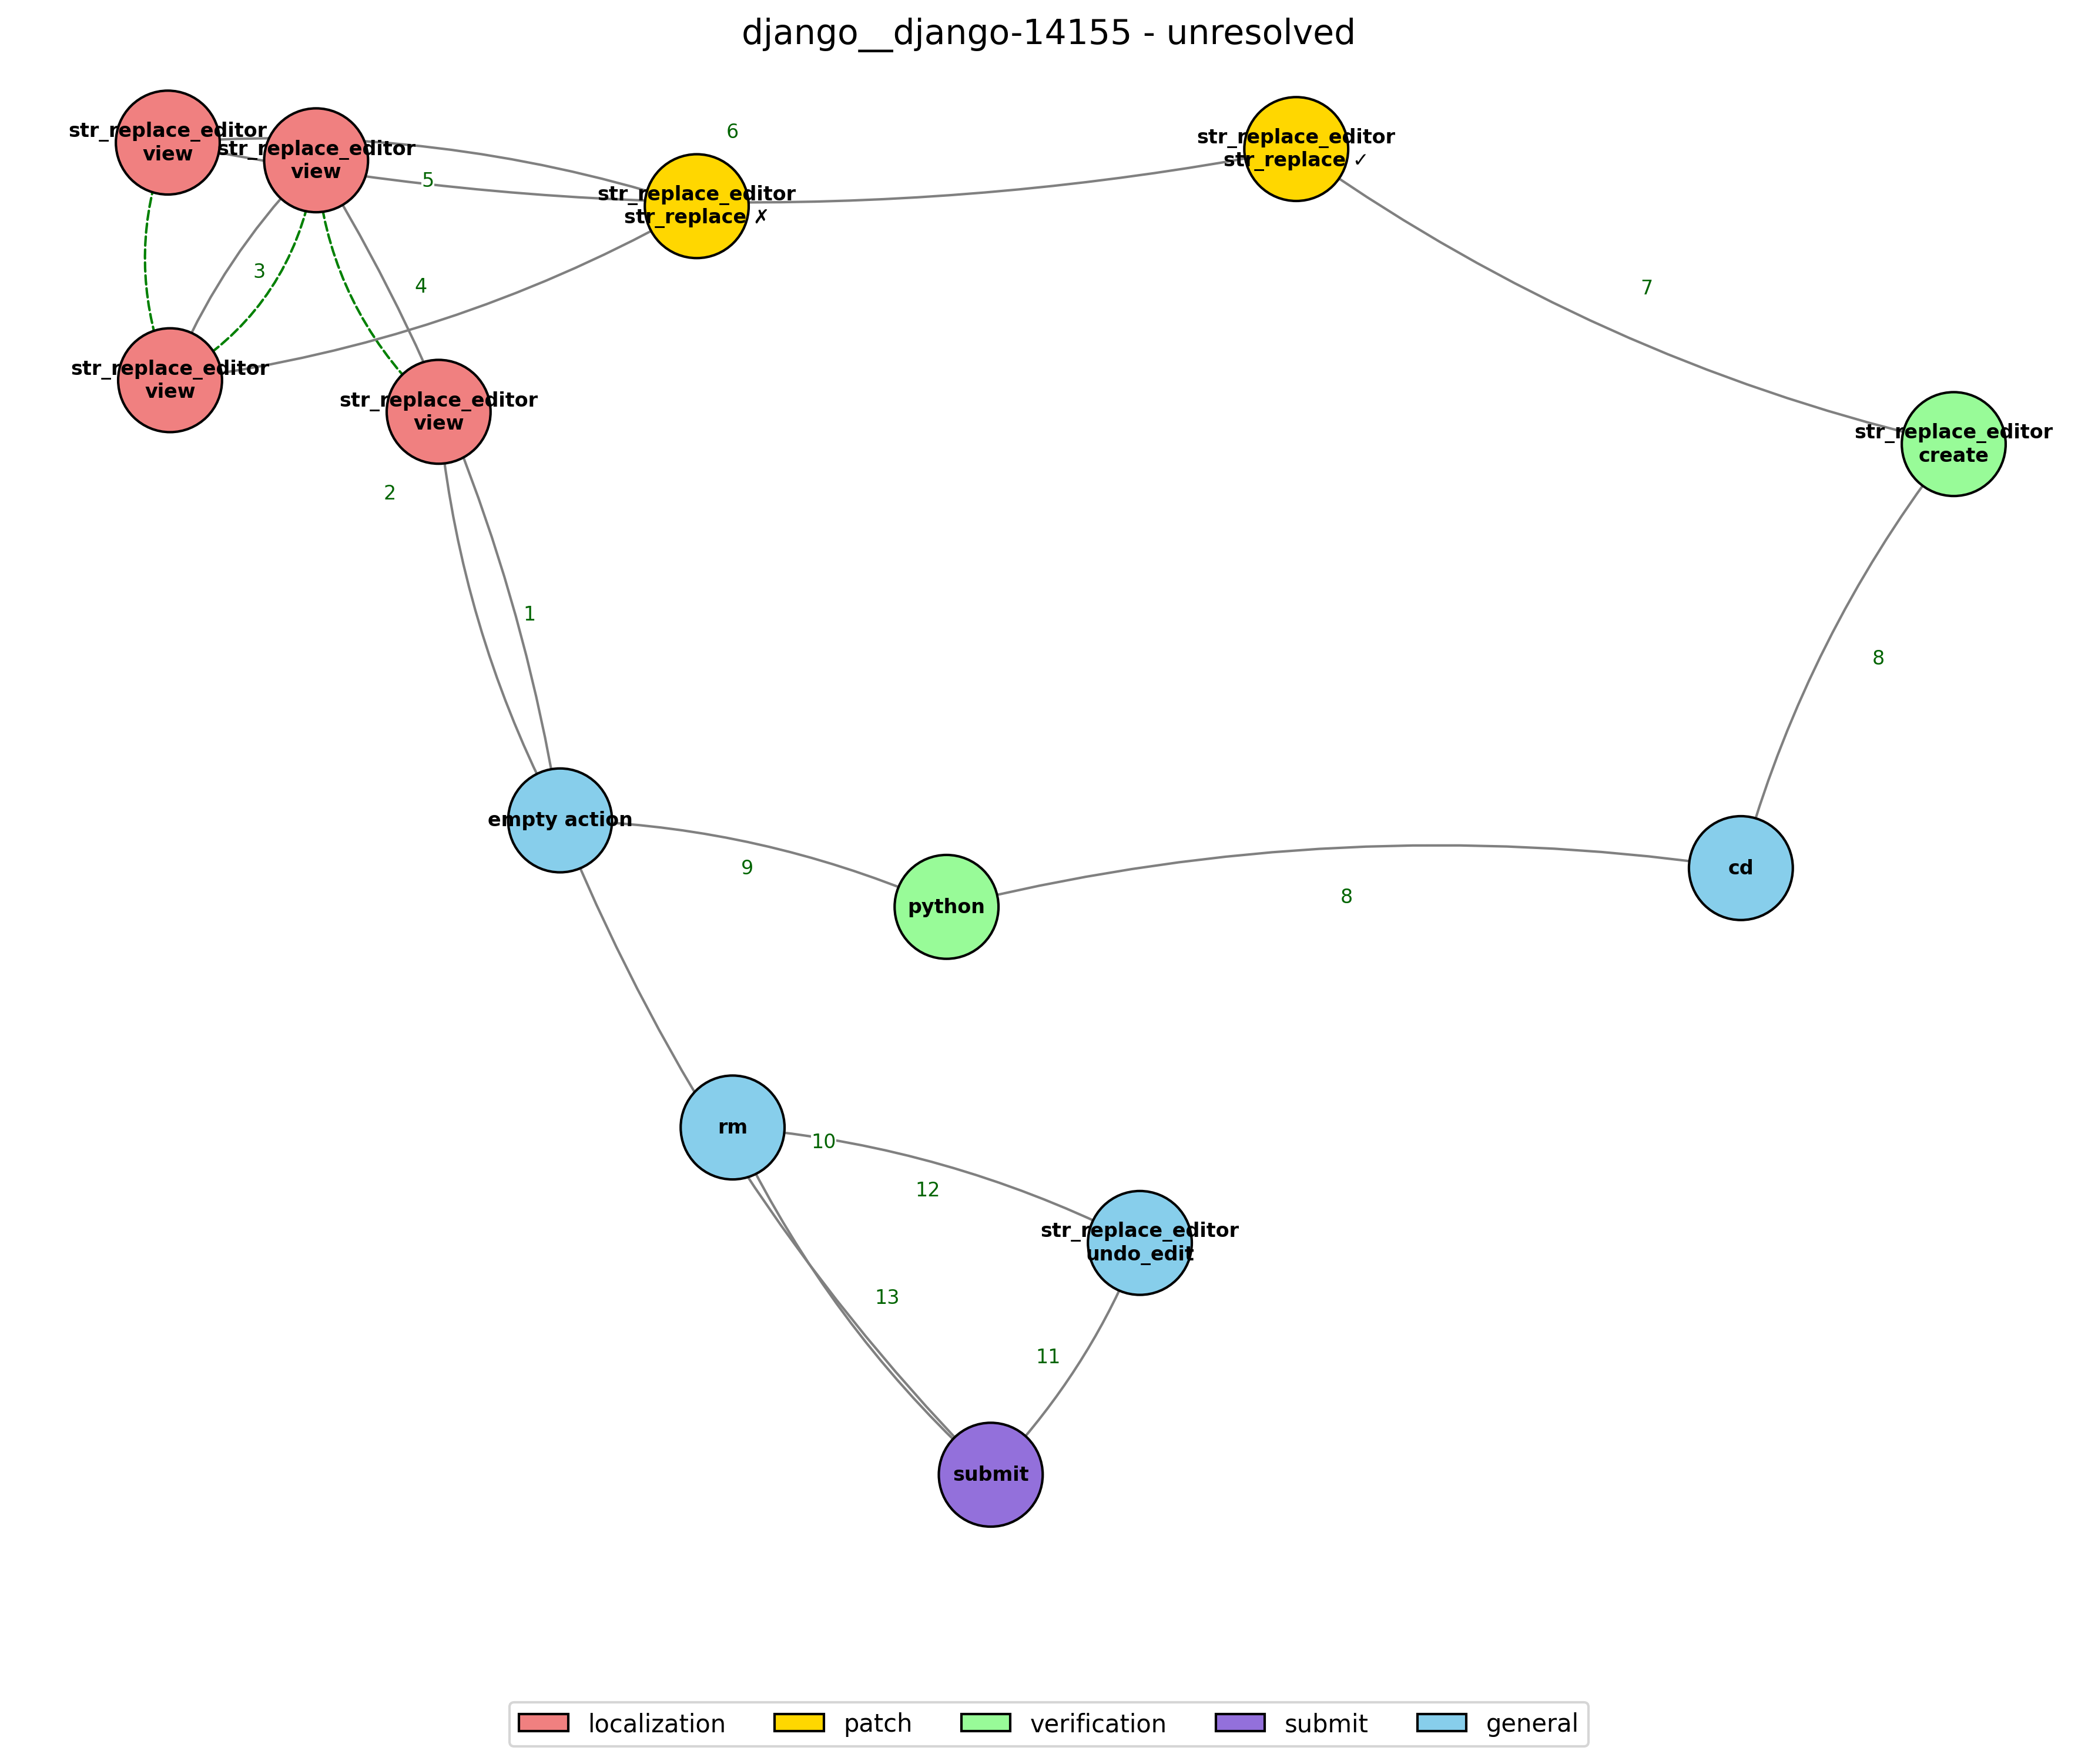 django__django-14155 - unresolved
str_replace_editor
view
str_replace_editor
view
6
str_replace_editor
str_replace ✓
5
str_replace_editor
str_replace ✗
3
4
7
str_replace_editor
view
str_replace_editor
view
str_replace_editor
create
2
1
8
empty action
9
python
8
cd
rm
10
12
str_replace_editor
undo_edit
13
11
submit
localization
patch
verification
submit
general